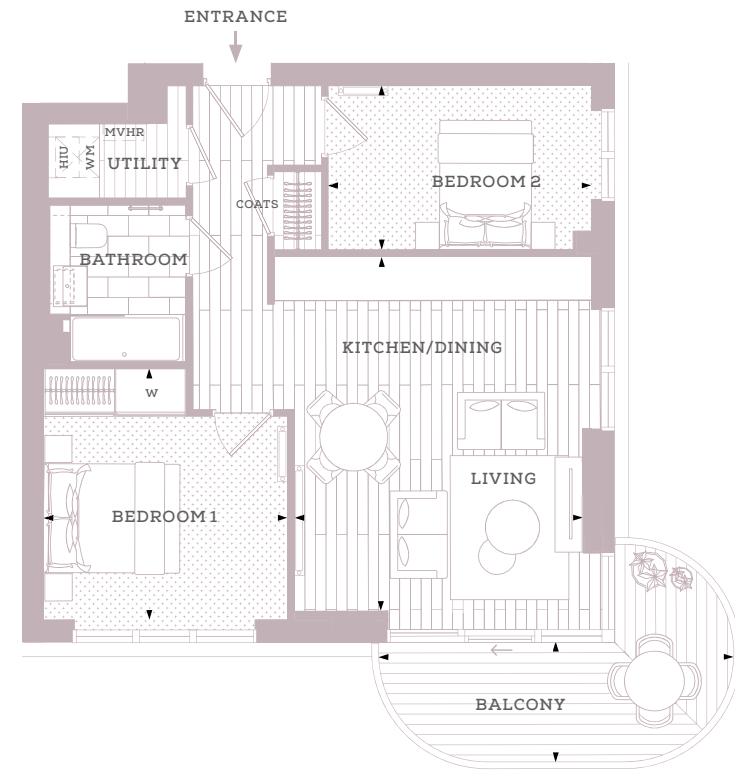 ENTRANCE
MVHR
HIU
WM
UTILITY
BEDROOM 2
COATS
BATHROOM
KITCHEN/DINING
W
LIVING
BEDROOM 1
BALCONY